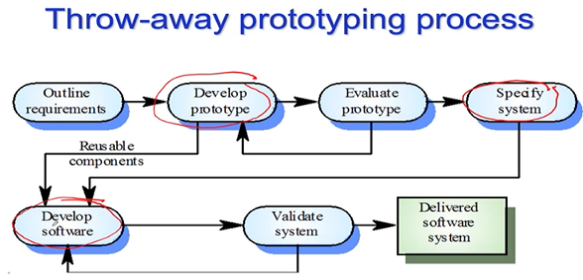 Throw-away prototyping process
Outline
requirements
Develop
prototype
Evaluate
prototype
Specify
system
Reusable
components
Develop
software
Validate
system
Delivered
software
system